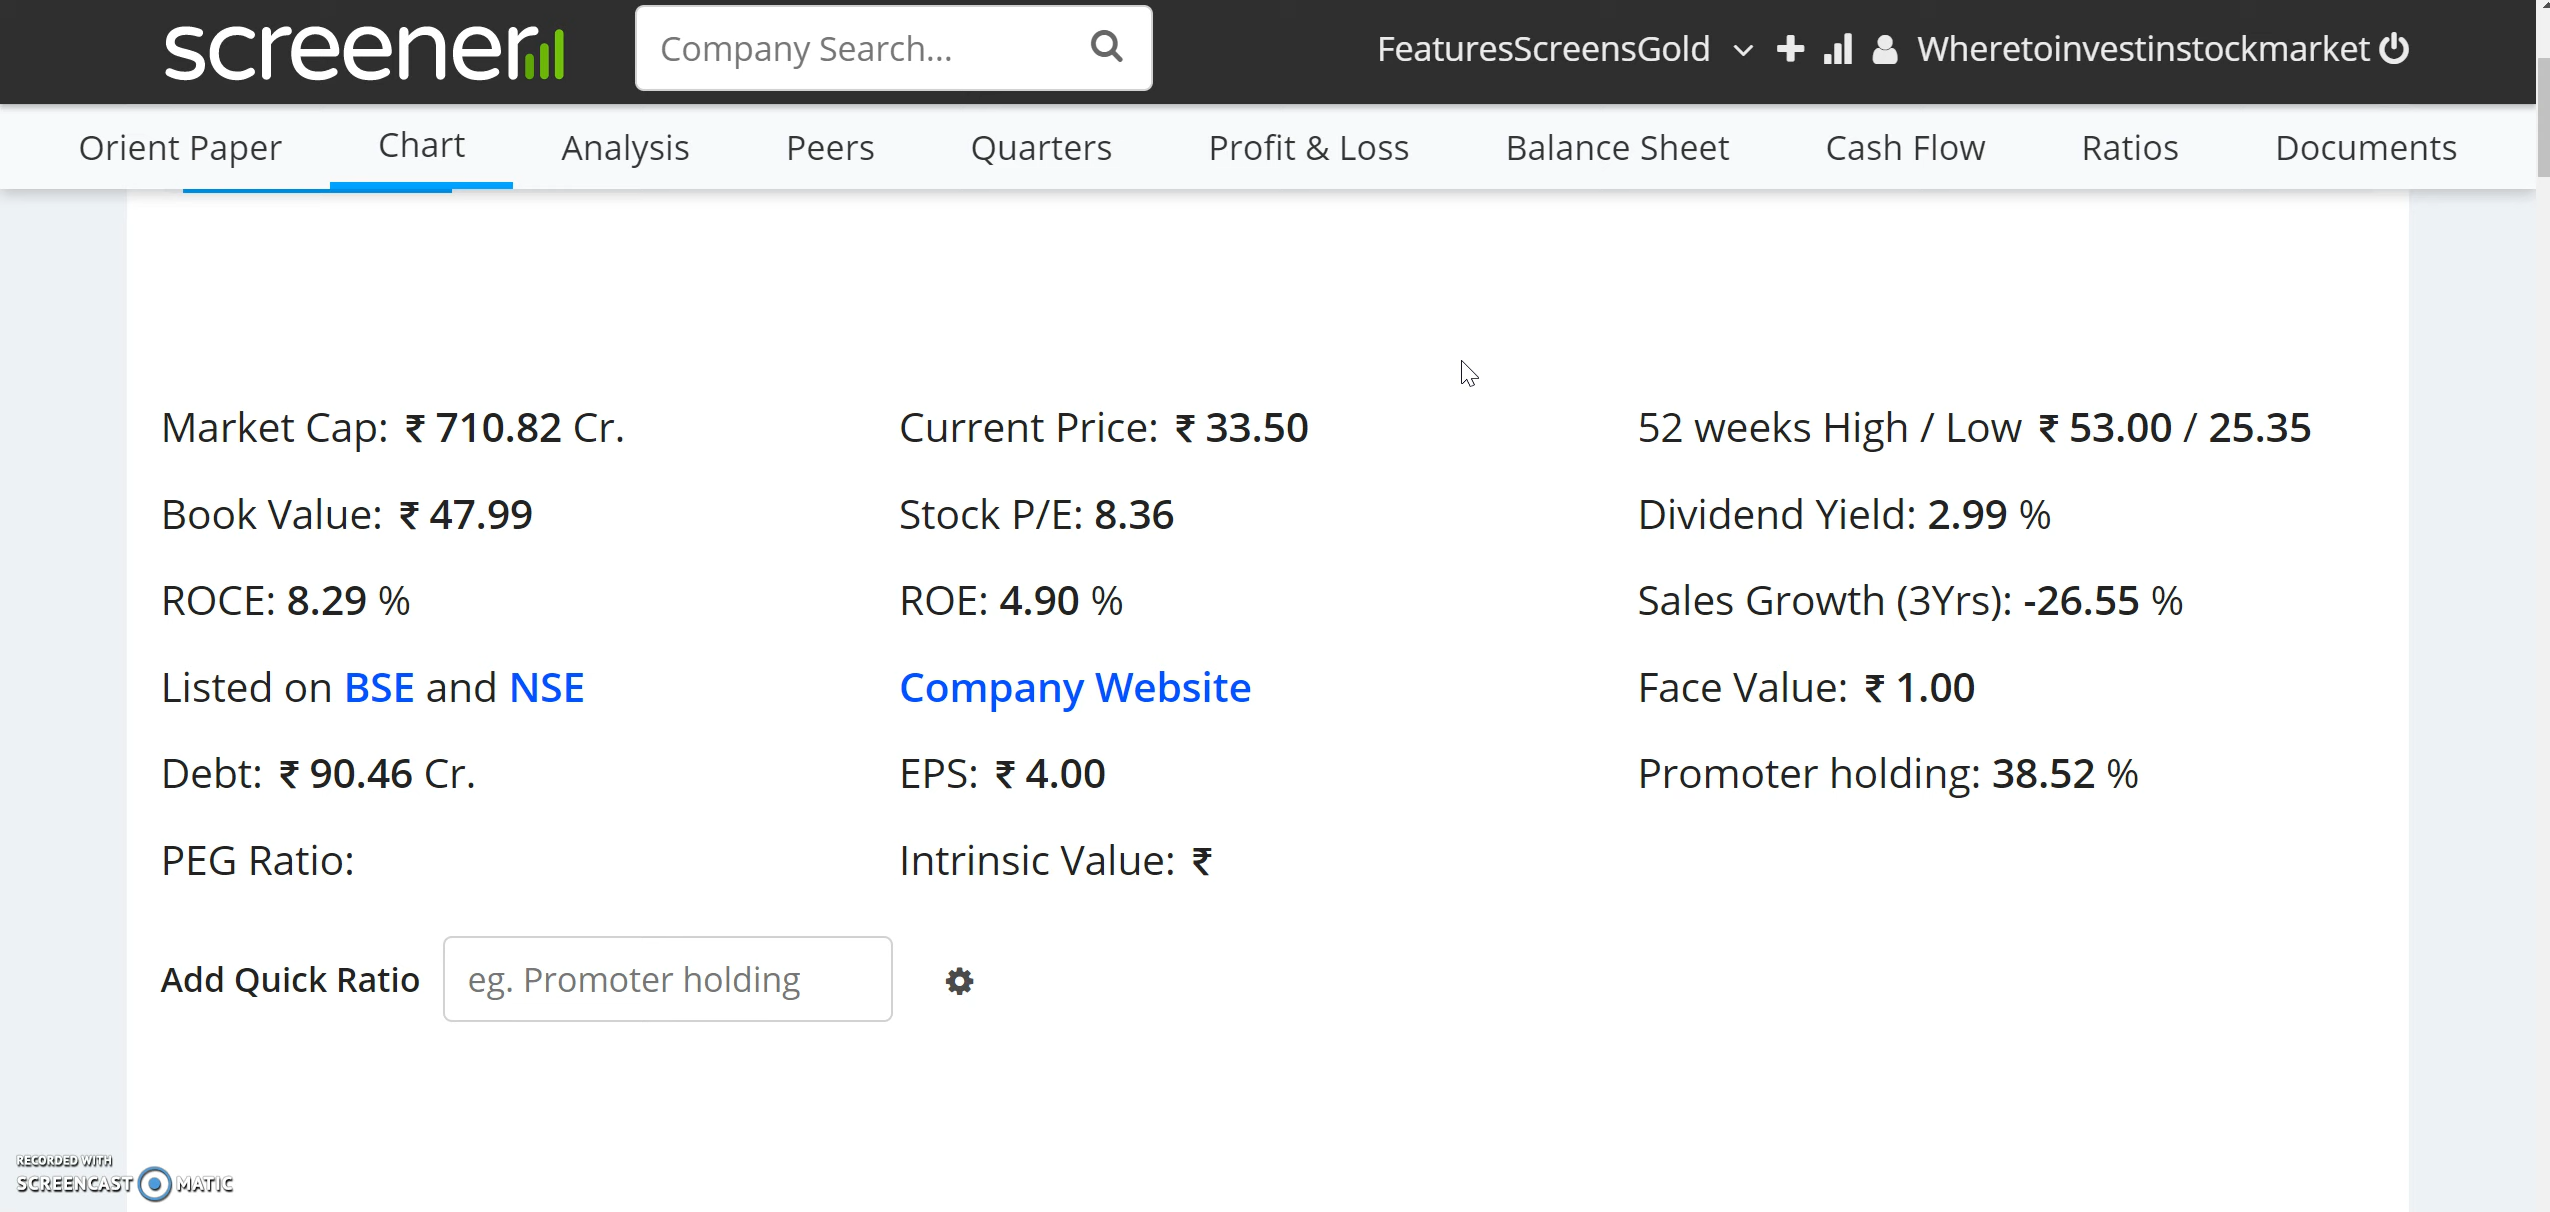 screener
Company Search...
FeaturesScreensGold
Wheretoinvestinstockmarket
Orient Paper Chart Analysis Peers Quarters Profit & Loss Balance Sheet Cash Flow Ratios Documents
Market Cap: ₹ 710.82 Cr. Current Price: ₹ 33.50 52 weeks High / Low ₹ 53.00 / 25.35
Book Value: ₹ 47.99 Stock P/E: 8.36 Dividend Yield: 2.99 %
ROCE: 8.29 % ROE: 4.90 % Sales Growth (3Yrs): -26.55 %
Listed on BSE and NSE Company Website Face Value: ₹ 1.00
Debt: ₹ 90.46 Cr. EPS: ₹ 4.00 Promoter holding: 38.52 %
PEG Ratio: Intrinsic Value: ₹
Add Quick Ratio eg. Promoter holding
RECORDED WITH
SCREENCAST MATIC